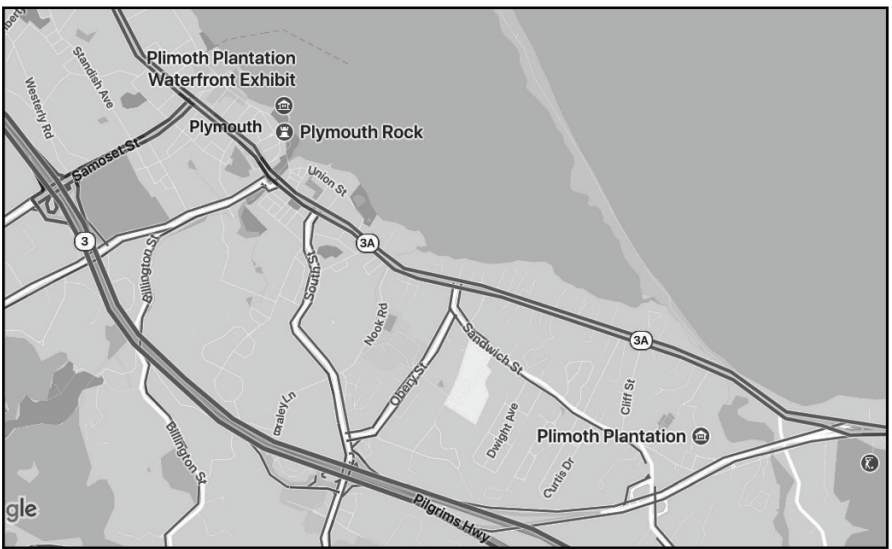 Standish Ave
Westerly Rd
Plimoth Plantation
Waterfront Exhibit
Plymouth
Plymouth Rock
Samoset St
Union St
3
3A
Billington St
South St
Nook Rd
Sandwich St
Obery St
3A
Cliff St
Dwight Ave
Plimoth Plantation
Billington St
Curtis Dr
Pilgrims Hwy
gle